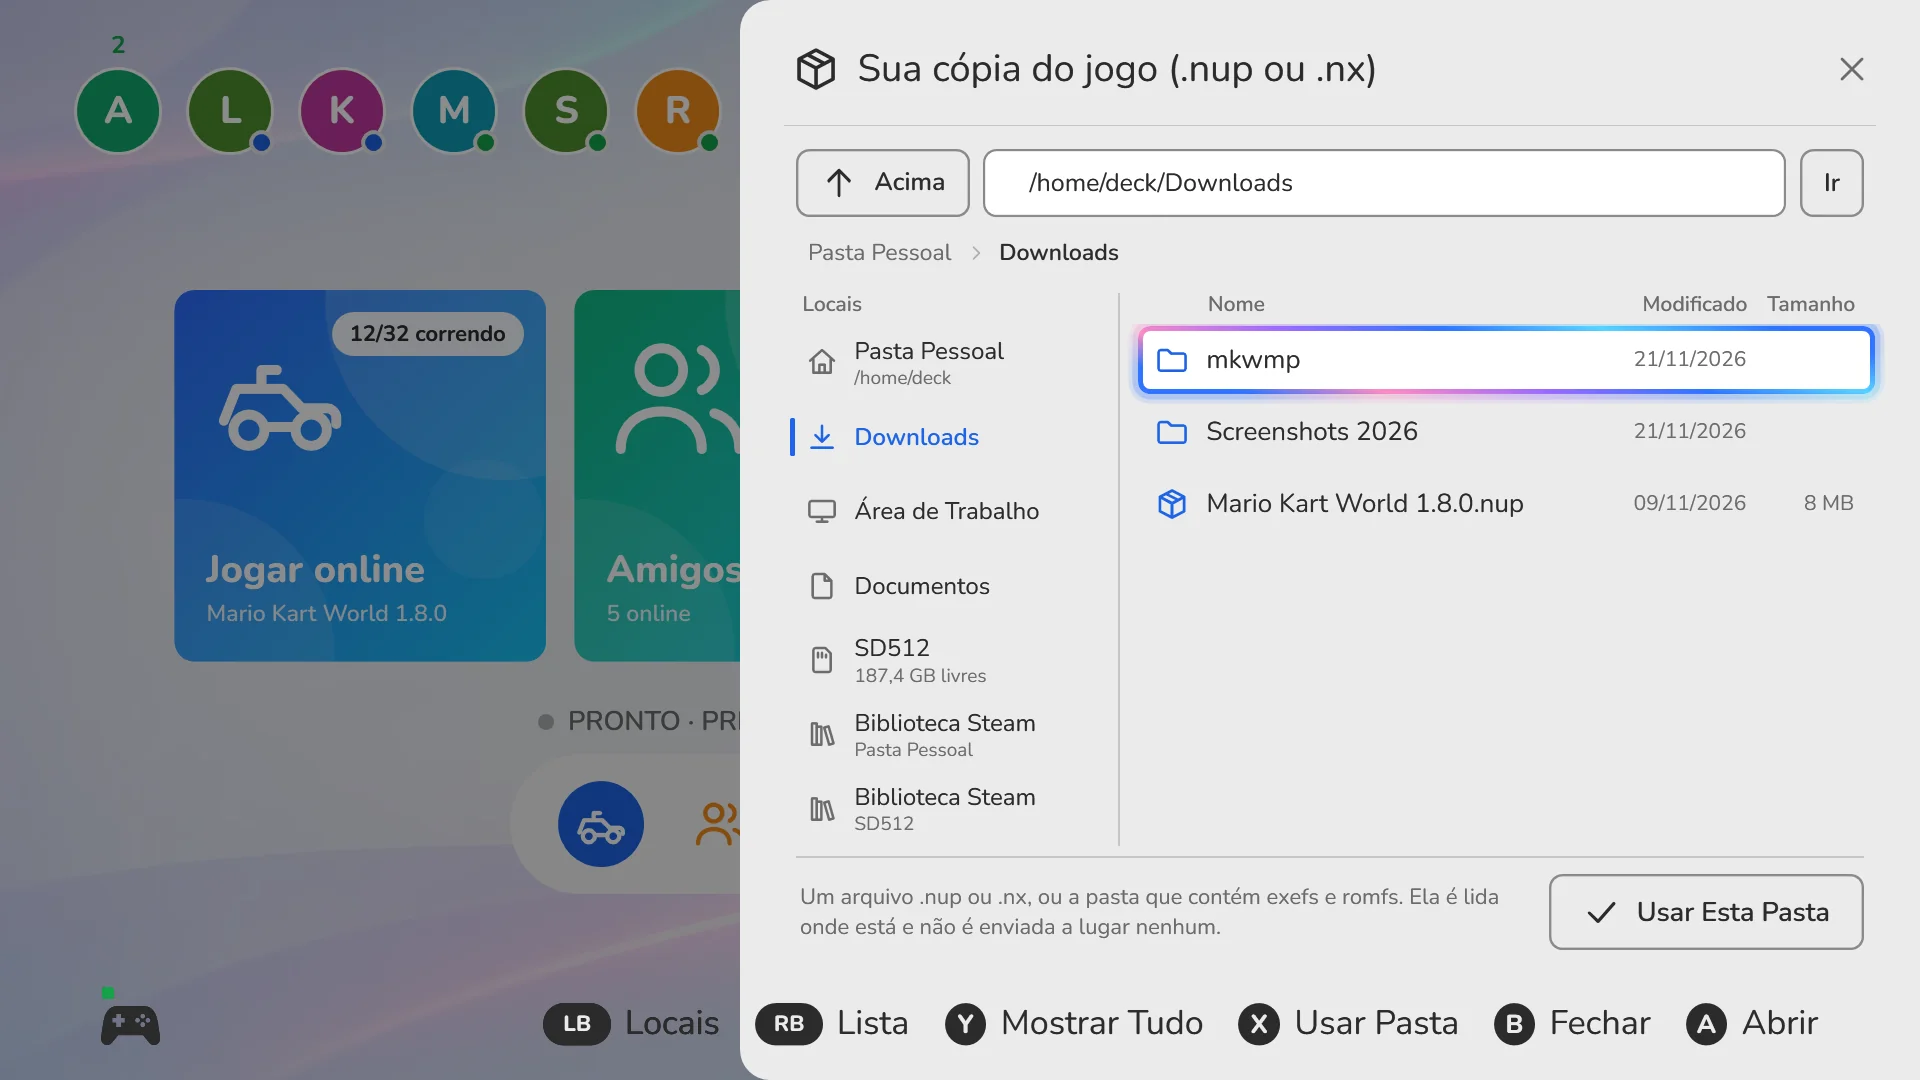 2
A
L
K
M
S
R
12/32 correndo
Jogar online
Mario Kart World 1.8.0
Amigos
5 online
PRONTO · PR
Sua cópia do jogo (.nup ou .nx)
Acima
/home/deck/Downloads
Ir
Pasta Pessoal
Downloads
Locais
Pasta Pessoal
/home/deck
Downloads
Área de Trabalho
Documentos
SD512
187,4 GB livres
Biblioteca Steam
Pasta Pessoal
Biblioteca Steam
SD512
Nome Modificado Tamanho
mkwmp 21/11/2026
Screenshots 2026 21/11/2026
Mario Kart World 1.8.0.nup 09/11/2026 8 MB
Um arquivo .nup ou .nx, ou a pasta que contém exefs e romfs. Ela é lida
onde está e não é enviada a lugar nenhum.
Usar Esta Pasta
LB Locais RB Lista Y Mostrar Tudo X Usar Pasta B Fechar A Abrir